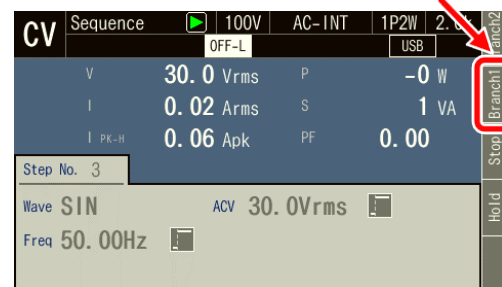 CV Sequence 100V AC-INT 1P2W
OFF-L USB
V 30.0 Vrms P -0 W
I 0.02 Arms S 1 VA
I PK-H 0.06 Apk PF 0.00
Step No. 3
Wave SIN ACV 30.0Vrms
Freq 50.00Hz
Branch1
Stop
Hold